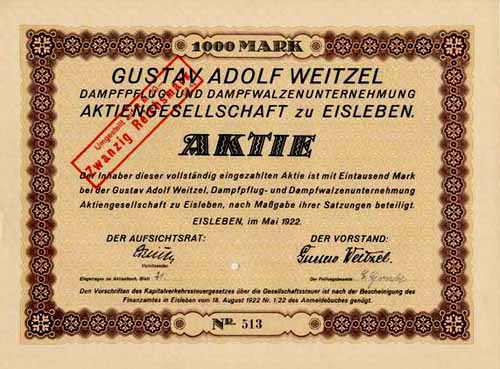 1000 MARK
GUSTAV ADOLF WEITZEL
DAMPFPFLUG- UND DAMPFWALZENUNTERNEHMUNG
AKTIENGESELLSCHAFT zu EISLEBEN.
Umgestellt auf
Zwanzig Reichsmark
AKTIE
Der Inhaber dieser vollständig eingezahlten Aktie ist mit Eintausend Mark
bei der Gustav Adolf Weitzel, Dampfpflug- und Dampfwalzenunternehmung
Aktiengesellschaft zu Eisleben, nach Maßgabe ihrer Satzungen beteiligt.
EISLEBEN, im Mai 1922.
DER AUFSICHTSRAT: DER VORSTAND:
Weitzel.
Vorsitzender.
Eingetragen im Aktienbuch, Blatt 21. Der Prüfungsbeamte:
Den Vorschriften des Kapitalverkehrsteuergesetzes über die Gesellschaftsteuer ist nach der Bescheinigung des
Finanzamtes in Eisleben vom 18. August 1922 Nr. 1/22 des Anmeldebuches genügt.
NR. 513